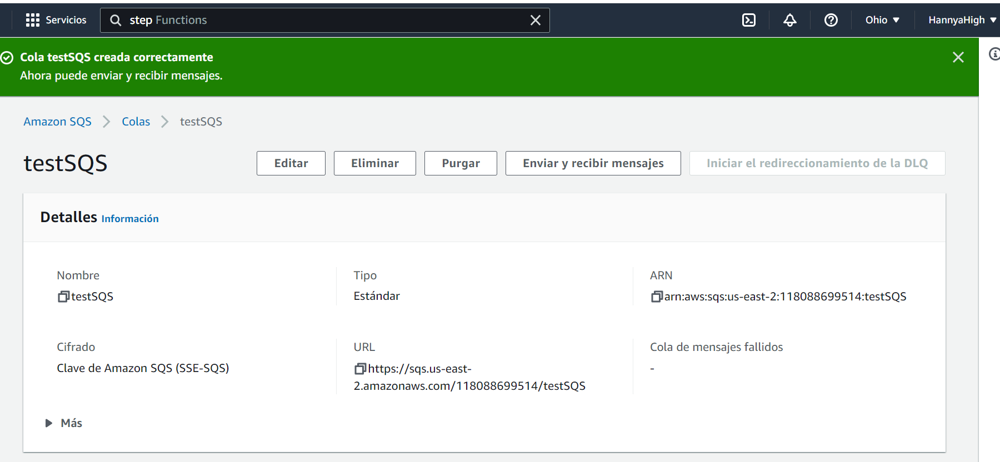 Servicios
step Functions
Ohio
HannyaHigh
Cola testSQS creada correctamente
Ahora puede enviar y recibir mensajes.
Amazon SQS
Colas
testSQS
testSQS
Editar
Eliminar
Purgar
Enviar y recibir mensajes
Iniciar el redireccionamiento de la DLQ
Detalles Información
Nombre
testSQS
Tipo
Estándar
ARN
arn:aws:sqs:us-east-2:118088699514:testSQS
Cifrado
Clave de Amazon SQS (SSE-SQS)
URL
https://sqs.us-east-
2.amazonaws.com/118088699514/testSQS
Cola de mensajes fallidos
-
Más